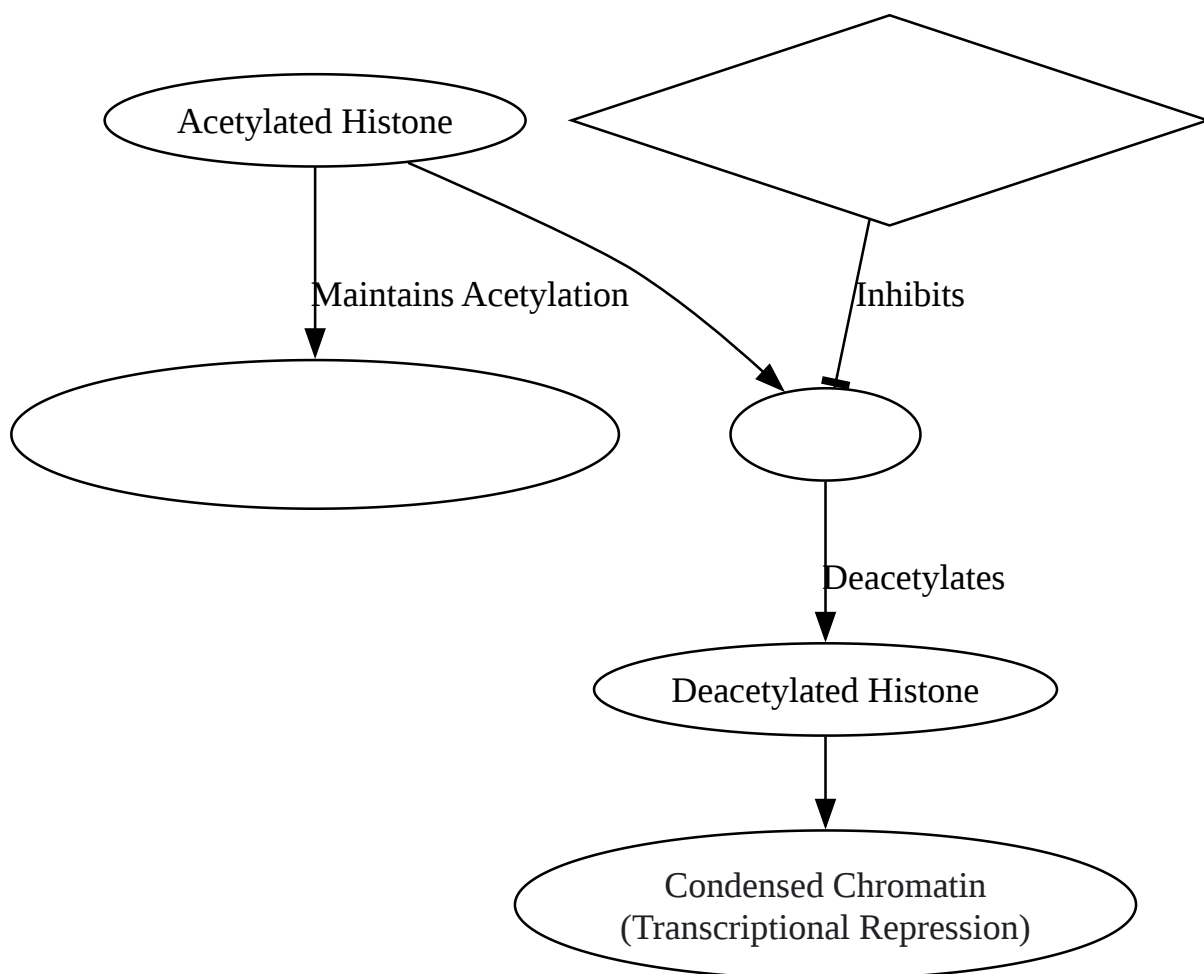 Acetylated Histone
Maintains Acetylation
Inhibits
Deacetylates
Deacetylated Histone
Condensed Chromatin
(Transcriptional Repression)